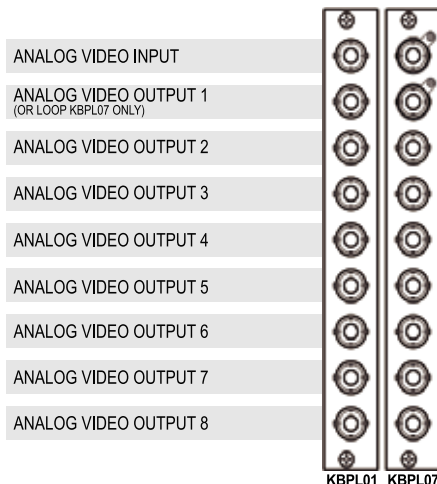 ANALOG VIDEO INPUT
ANALOG VIDEO OUTPUT 1
(OR LOOP KBPL07 ONLY)
ANALOG VIDEO OUTPUT 2
ANALOG VIDEO OUTPUT 3
ANALOG VIDEO OUTPUT 4
ANALOG VIDEO OUTPUT 5
ANALOG VIDEO OUTPUT 6
ANALOG VIDEO OUTPUT 7
ANALOG VIDEO OUTPUT 8
KBPL01 KBPL07